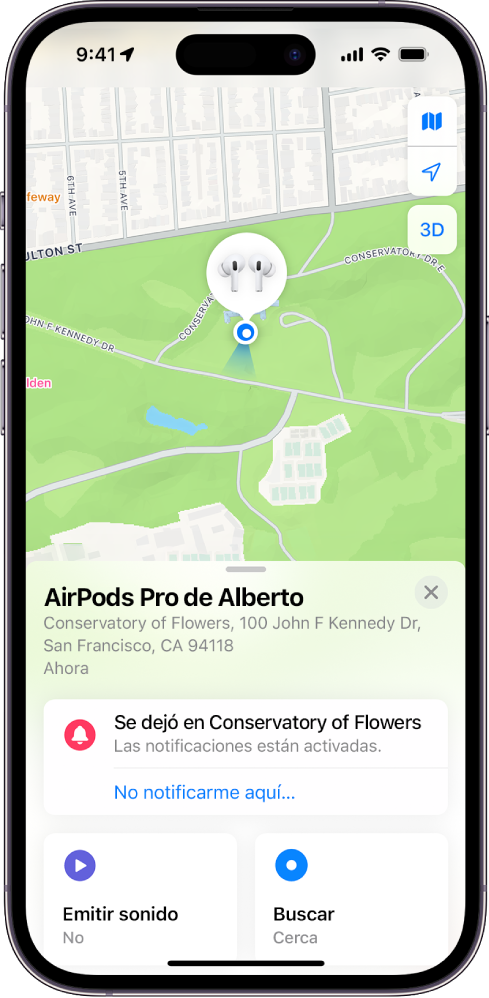 9:41
feway
6TH AVE
5TH AVE
3D
ULTON ST
CONSERVATORY DR E
CONSERVA
OHN F KENNEDY DR
lden
AirPods Pro de Alberto
Conservatory of Flowers, 100 John F Kennedy Dr,
San Francisco, CA 94118
Ahora
Se dejó en Conservatory of Flowers
Las notificaciones están activadas.
No notificarme aquí...
Emitir sonido
No
Buscar
Cerca